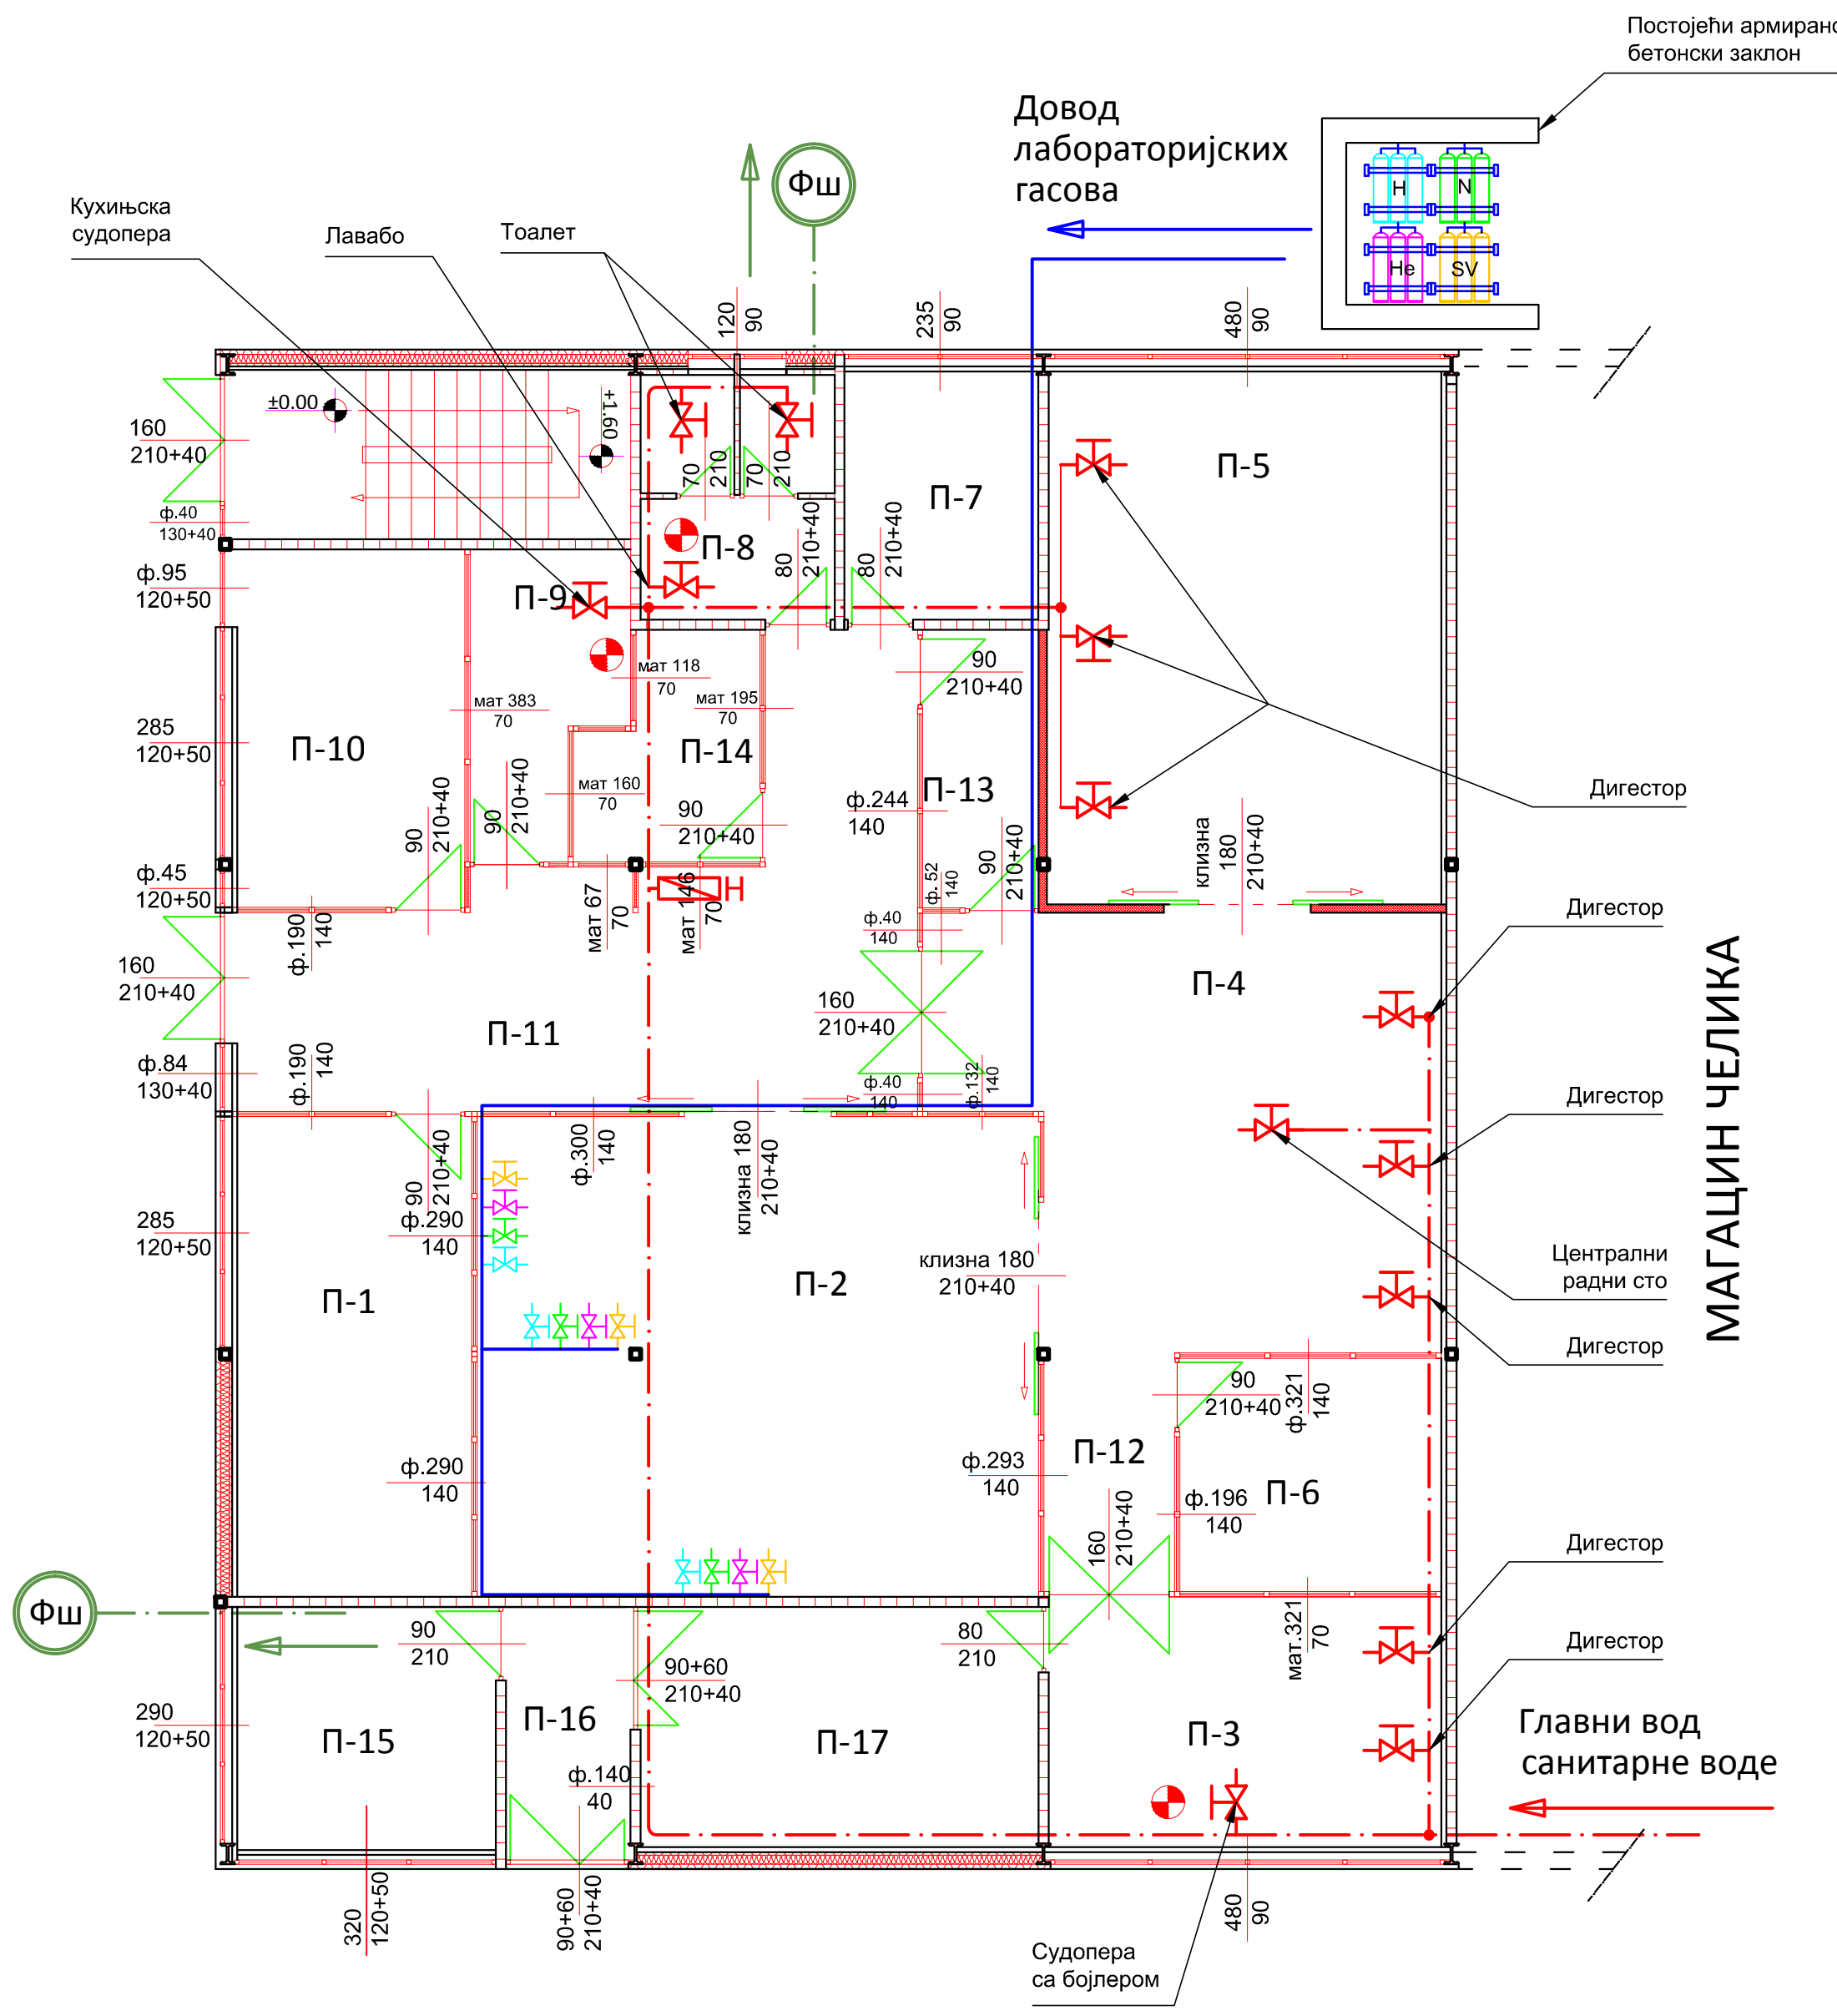 Постојећи армирано
бетонски заклон
Довод
лабораторијских
гасова
H
N
He
SV
Фш
Кухињска
судопера
Лавабо
Тоалет
120
90
235
90
480
90
±0.00
+1.60
160
210+40
ф.40
130+40
70
210
70
210
П-5
П-7
П-8
80
210+40
80
210+40
ф.95
120+50
П-9
мат 118
70
90
210+40
мат 383
70
мат 195
70
285
120+50
П-10
П-14
мат 160
70
90
210+40
90
210+40
90
210+40
ф.244
140
П-13
Дигестор
клизна
180
210+40
ф.45
120+50
ф.190
140
мат 67
70
мат 146
70
ф. 52
140
90
210+40
ф.40
140
Дигестор
160
210+40
П-11
160
210+40
П-4
МАГАЦИН ЧЕЛИКА
ф.84
130+40
ф.190
140
ф.40
140
ф.132
140
Дигестор
90
210+40
ф.300
140
клизна 180
210+40
285
120+50
ф.290
140
клизна 180
210+40
Централни
радни сто
П-1
П-2
Дигестор
90
210+40
ф.321
140
ф.290
140
ф.293
140
П-12
ф.196
140
П-6
160
210+40
Дигестор
Фш
90
210
90+60
210+40
80
210
мат.321
70
Дигестор
290
120+50
П-15
П-16
П-17
П-3
Главни вод
санитарне воде
ф.140
40
320
120+50
90+60
210+40
480
90
Судопера
са бојлером